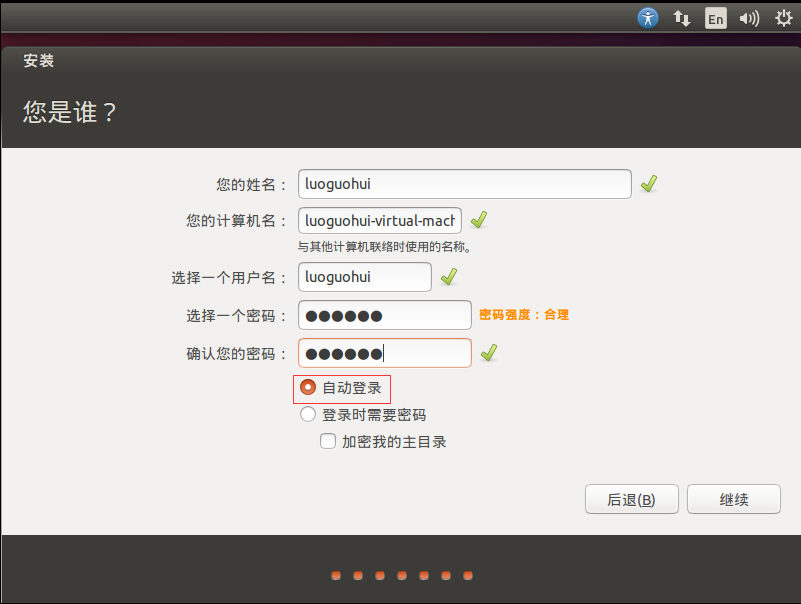 En
安装
您是谁？
您的姓名： luoguohui
您的计算机名： luoguohui-virtual-mach
与其他计算机联络时使用的名称。
选择一个用户名： luoguohui
选择一个密码： ●●●●●● 密码强度：合理
确认您的密码： ●●●●●●
自动登录
登录时需要密码
加密我的主目录
后退(B) 继续